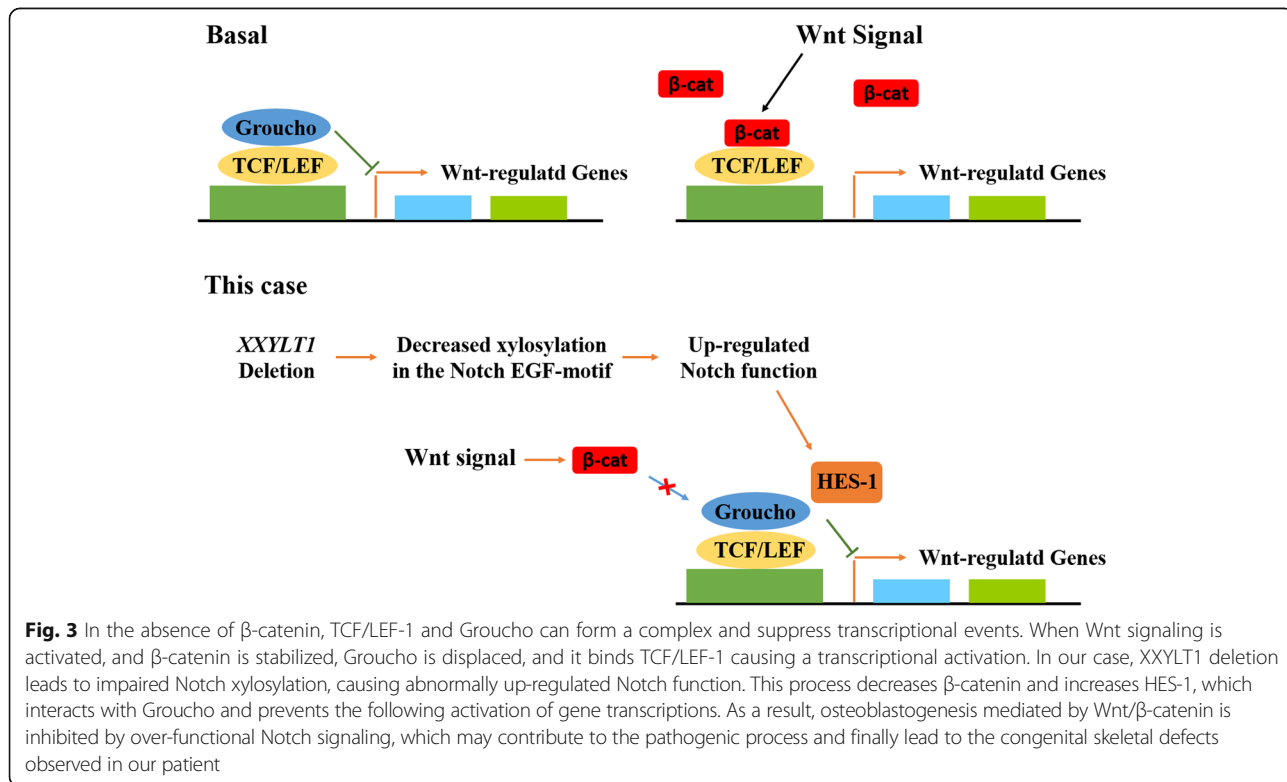 Basal
Wnt Signal
β-cat
β-cat
β-cat
Groucho
TCF/LEF
Wnt-regulatd Genes
TCF/LEF
Wnt-regulatd Genes
This case
XXYLT1
Deletion
Decreased xylosylation
in the Notch EGF-motif
Up-regulated
Notch function
Wnt signal
β-cat
HES-1
Groucho
TCF/LEF
Wnt-regulatd Genes
Fig. 3 In the absence of β-catenin, TCF/LEF-1 and Groucho can form a complex and suppress transcriptional events. When Wnt signaling is
activated, and β-catenin is stabilized, Groucho is displaced, and it binds TCF/LEF-1 causing a transcriptional activation. In our case, XXYLT1 deletion
leads to impaired Notch xylosylation, causing abnormally up-regulated Notch function. This process decreases β-catenin and increases HES-1, which
interacts with Groucho and prevents the following activation of gene transcriptions. As a result, osteoblastogenesis mediated by Wnt/β-catenin is
inhibited by over-functional Notch signaling, which may contribute to the pathogenic process and finally lead to the congenital skeletal defects
observed in our patient